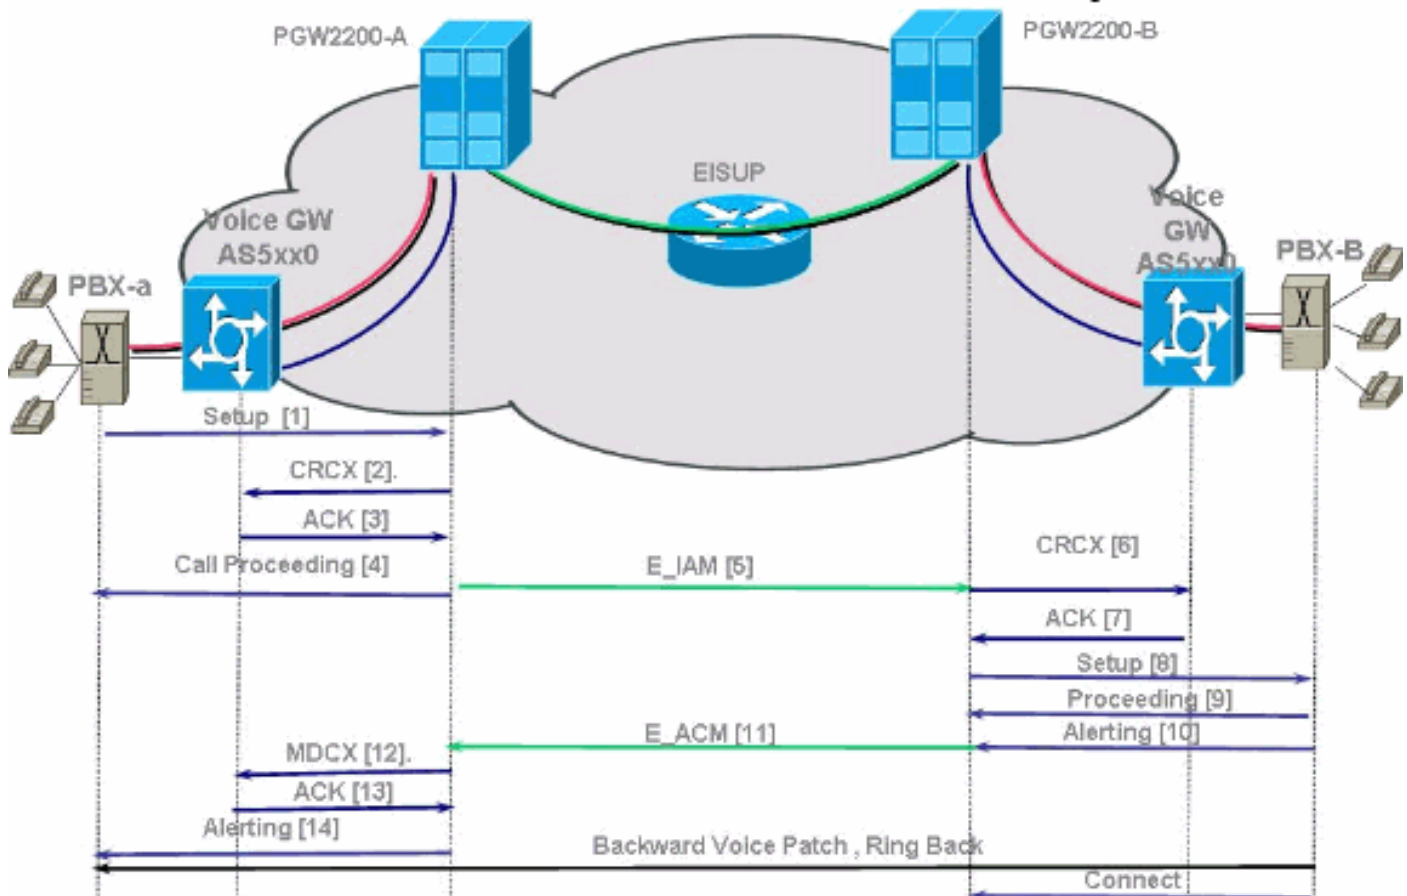 PGW2200-A
PGW2200-B
EISUP
Voice GW
AS5xx0
Voice
GW
AS5xx0
PBX-a
PBX-B
Setup [1]
CRCX [2].
ACK [3]
Call Proceeding [4]
E_IAM [5]
CRCX [6]
ACK [7]
Setup [8]
Proceeding [9]
Alerting [10]
E_ACM [11]
MDCX [12].
ACK [13]
Alerting [14]
Backward Voice Patch , Ring Back
Connect